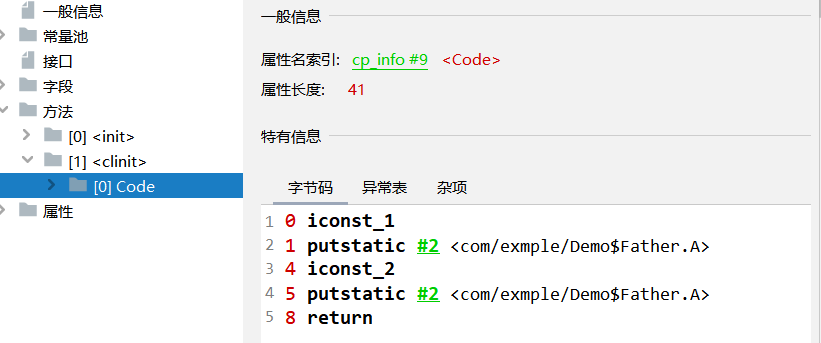 一般信息
常量池
接口
字段
方法
[0] <init>
[1] <clinit>
[0] Code
属性
一般信息
属性名索引: cp_info #9 <Code>
属性长度: 41
特有信息
字节码 异常表 杂项
1 0 iconst_1
2 1 putstatic #2 <com/exmple/Demo$Father.A>
3 4 iconst_2
4 5 putstatic #2 <com/exmple/Demo$Father.A>
5 8 return